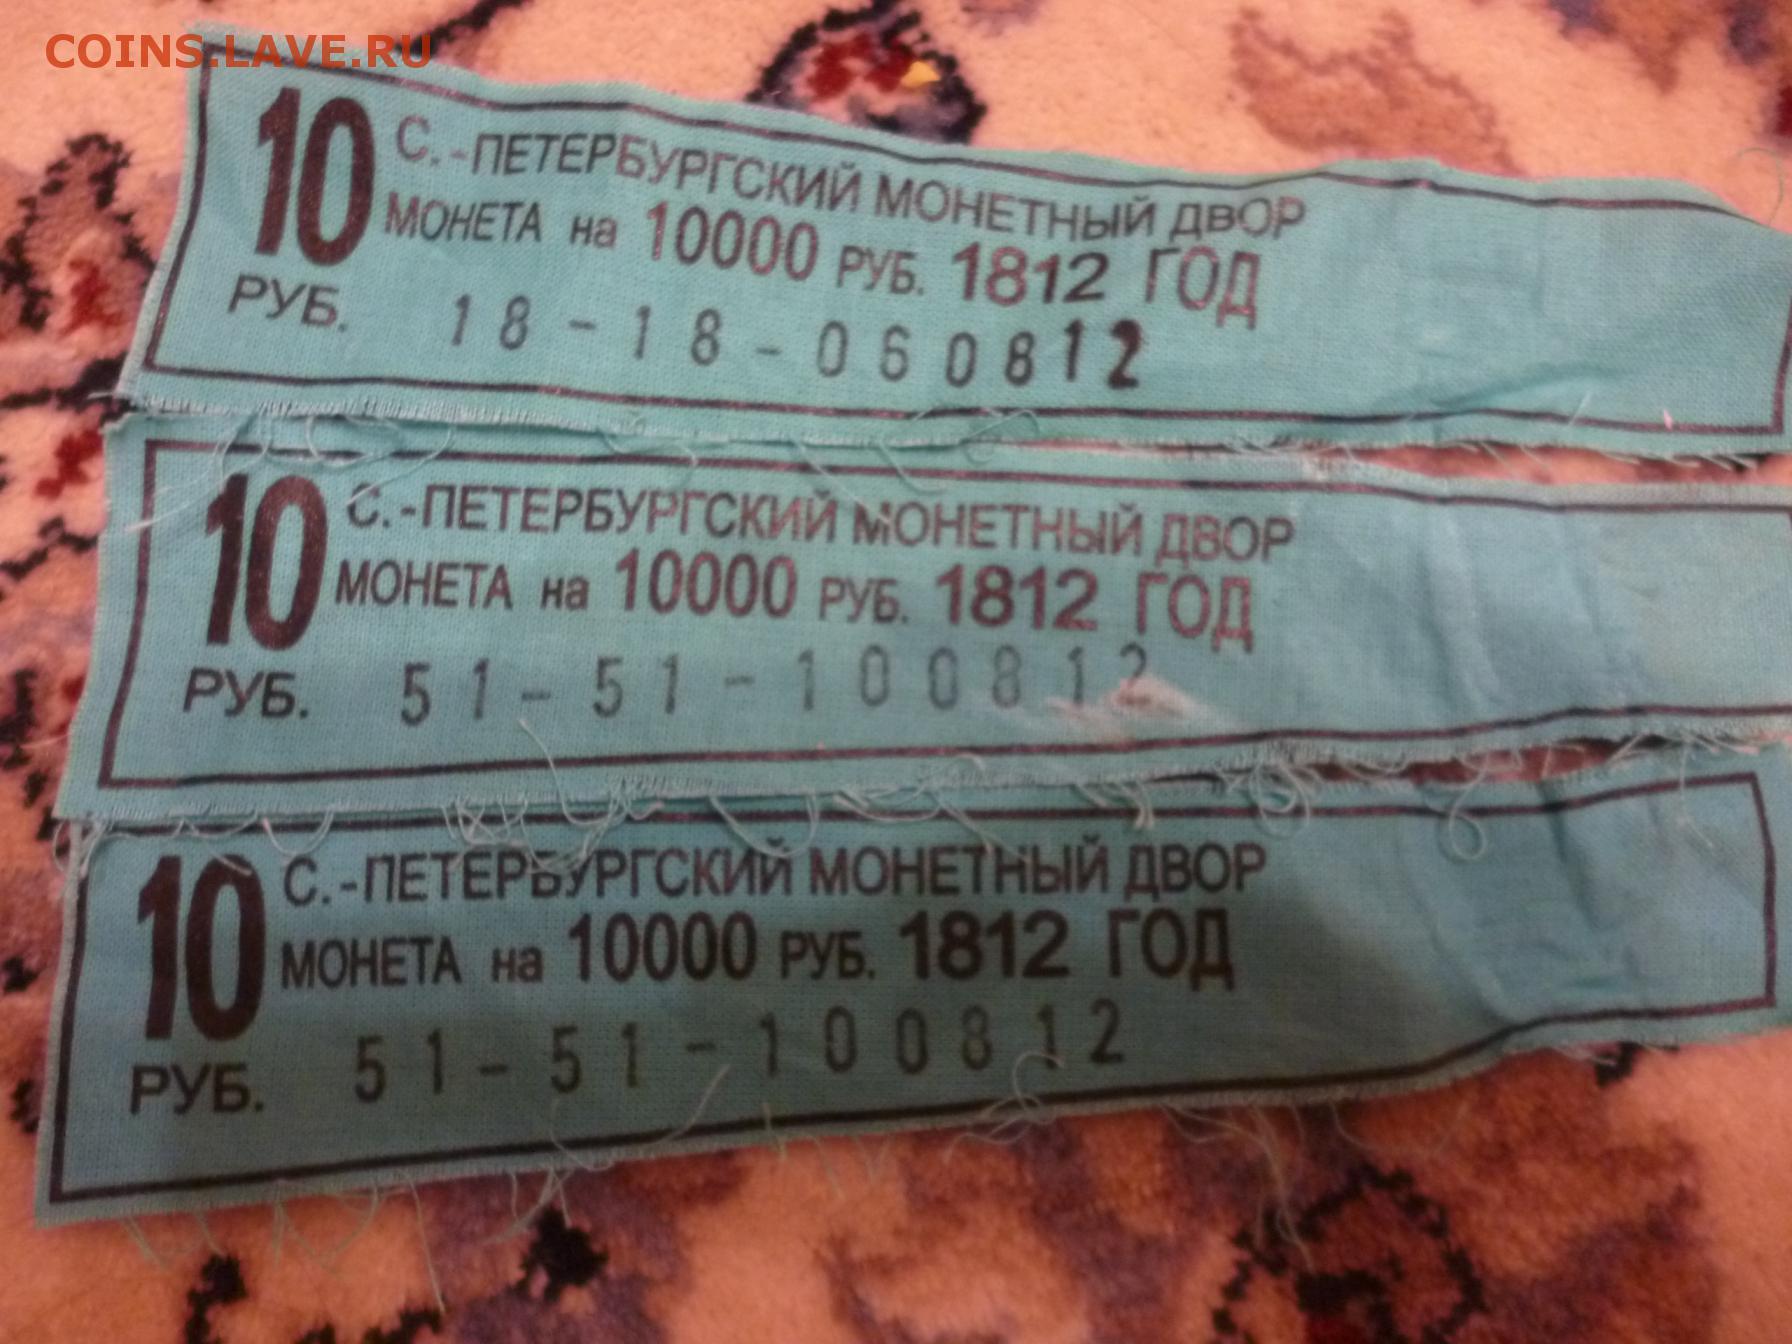 COINS.LAVE.RU
10 РУБ.
С.-ПЕТЕРБУРГСКИЙ МОНЕТНЫЙ ДВОР
МОНЕТА на 10000 РУБ. 1812 ГОД
18-18-060812
10 РУБ.
С.-ПЕТЕРБУРГСКИЙ МОНЕТНЫЙ ДВОР
МОНЕТА на 10000 РУБ. 1812 ГОД
51-51-100812
10 РУБ.
С.-ПЕТЕРБУРГСКИЙ МОНЕТНЫЙ ДВОР
МОНЕТА на 10000 РУБ. 1812 ГОД
51-51-100812